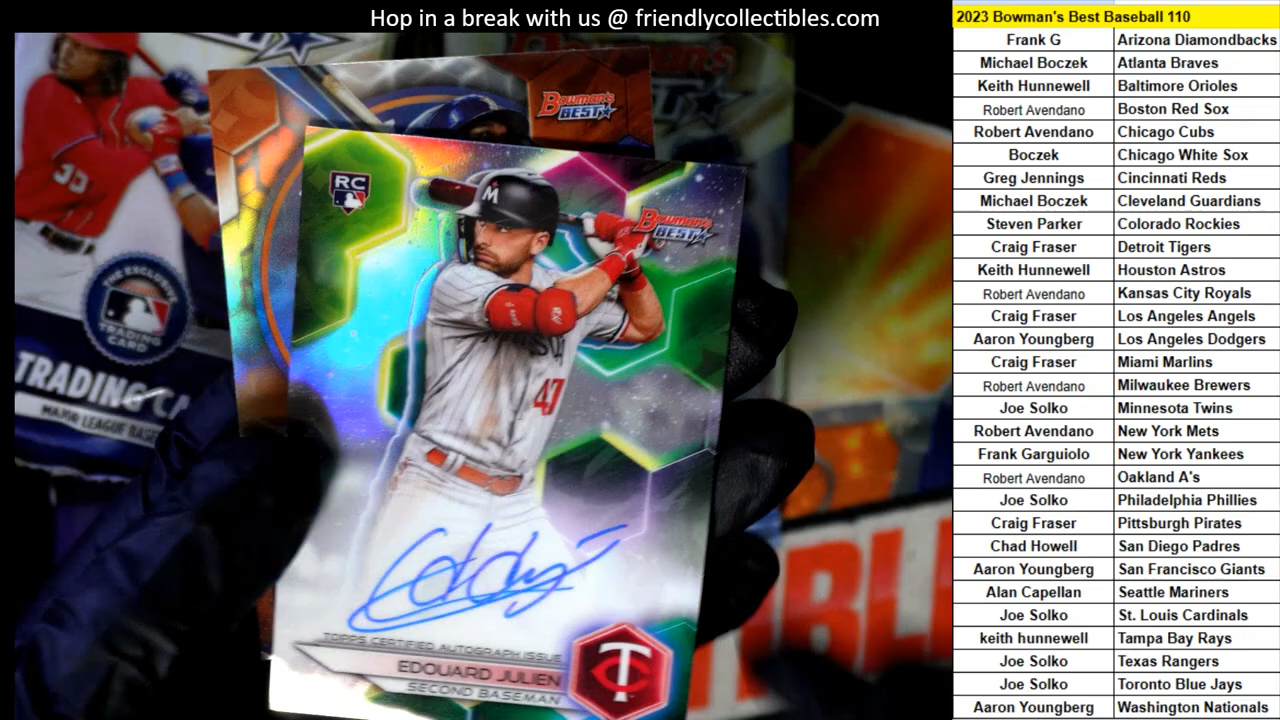 Hop in a break with us @ friendlycollectibles.com
2023 Bowman's Best Baseball 110
Frank G Arizona Diamondbacks
Michael Boczek Atlanta Braves
Keith Hunnewell Baltimore Orioles
Robert Avendano Boston Red Sox
Robert Avendano Chicago Cubs
Boczek Chicago White Sox
Greg Jennings Cincinnati Reds
Michael Boczek Cleveland Guardians
Steven Parker Colorado Rockies
Craig Fraser Detroit Tigers
Keith Hunnewell Houston Astros
Robert Avendano Kansas City Royals
Craig Fraser Los Angeles Angels
Aaron Youngberg Los Angeles Dodgers
Craig Fraser Miami Marlins
Robert Avendano Milwaukee Brewers
Joe Solko Minnesota Twins
Robert Avendano New York Mets
Frank Garguiolo New York Yankees
Robert Avendano Oakland A's
Joe Solko Philadelphia Phillies
Craig Fraser Pittsburgh Pirates
Chad Howell San Diego Padres
Aaron Youngberg San Francisco Giants
Alan Capellan Seattle Mariners
Joe Solko St. Louis Cardinals
keith hunnewell Tampa Bay Rays
Joe Solko Texas Rangers
Joe Solko Toronto Blue Jays
Aaron Youngberg Washington Nationals
BOWMAN'S
BEST
RC
M
BOWMAN'S
BEST
47
TOPPS CERTIFIED AUTOGRAPH ISSUE
EDOUARD JULIEN
SECOND BASEMAN
TC
33
THE EXCLUSIVE
TRADING
CARD
TRADING CA
MAJOR LEAGUE BASE